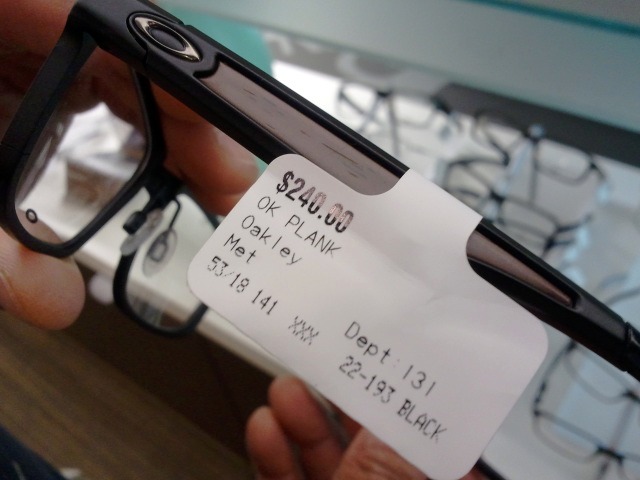 $240.00
OK PLANK
Oakley
Met
53/18 141 XXX
Dept: 131
22-193 BLACK